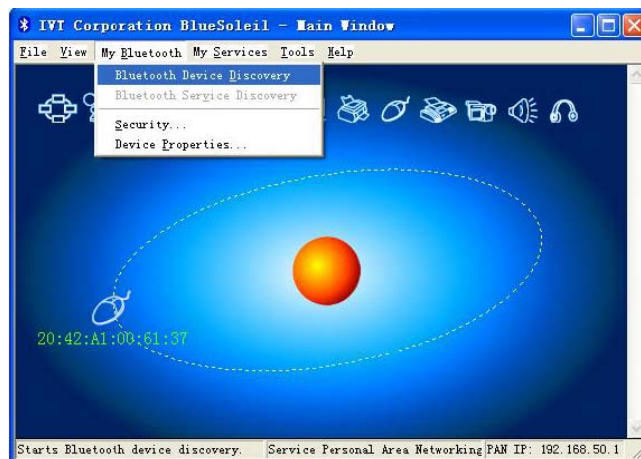 IVT Corporation BlueSoleil - Main Window
File View My Bluetooth My Services Tools Help
Bluetooth Device Discovery
Bluetooth Service Discovery
Security...
Device Properties...
20:42:A1:00:61:37
Starts Bluetooth device discovery. Service Personal Area Networking PAN IP: 192.168.50.1